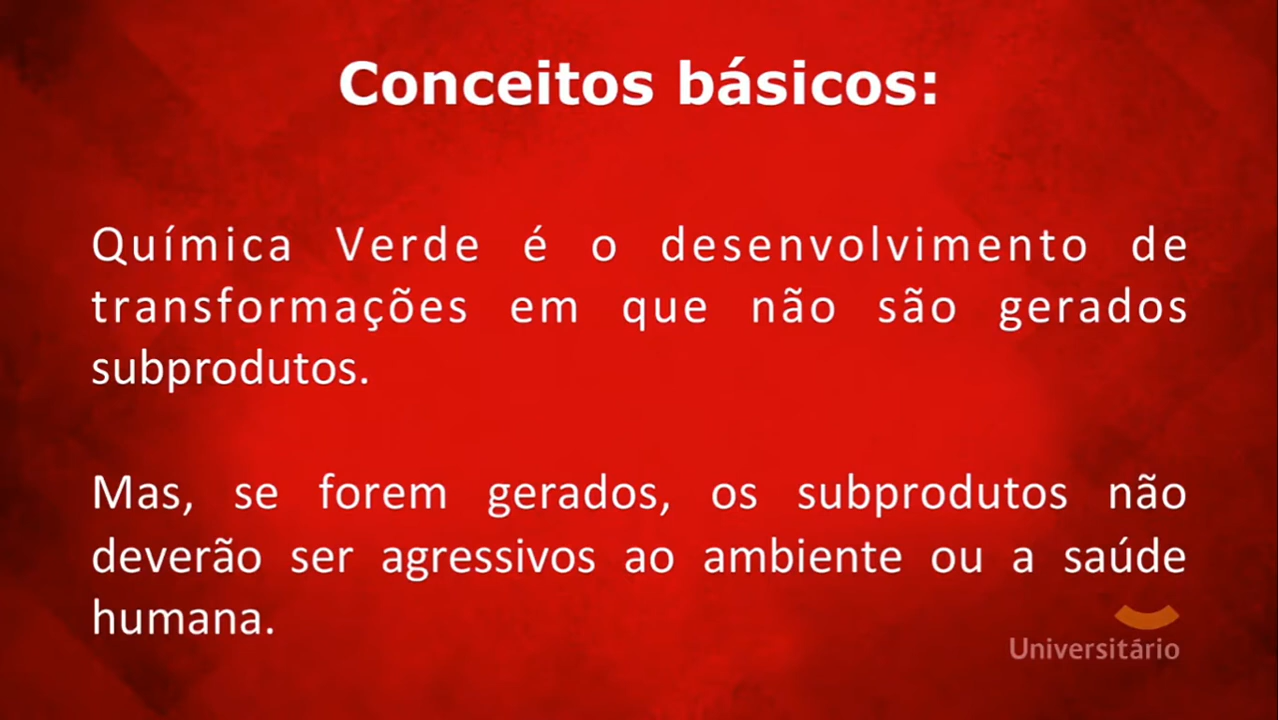 Conceitos básicos:
Química Verde é o desenvolvimento de
transformações em que não são gerados
subprodutos.
Mas, se forem gerados, os subprodutos não
deverão ser agressivos ao ambiente ou a saúde
humana.
Universitário